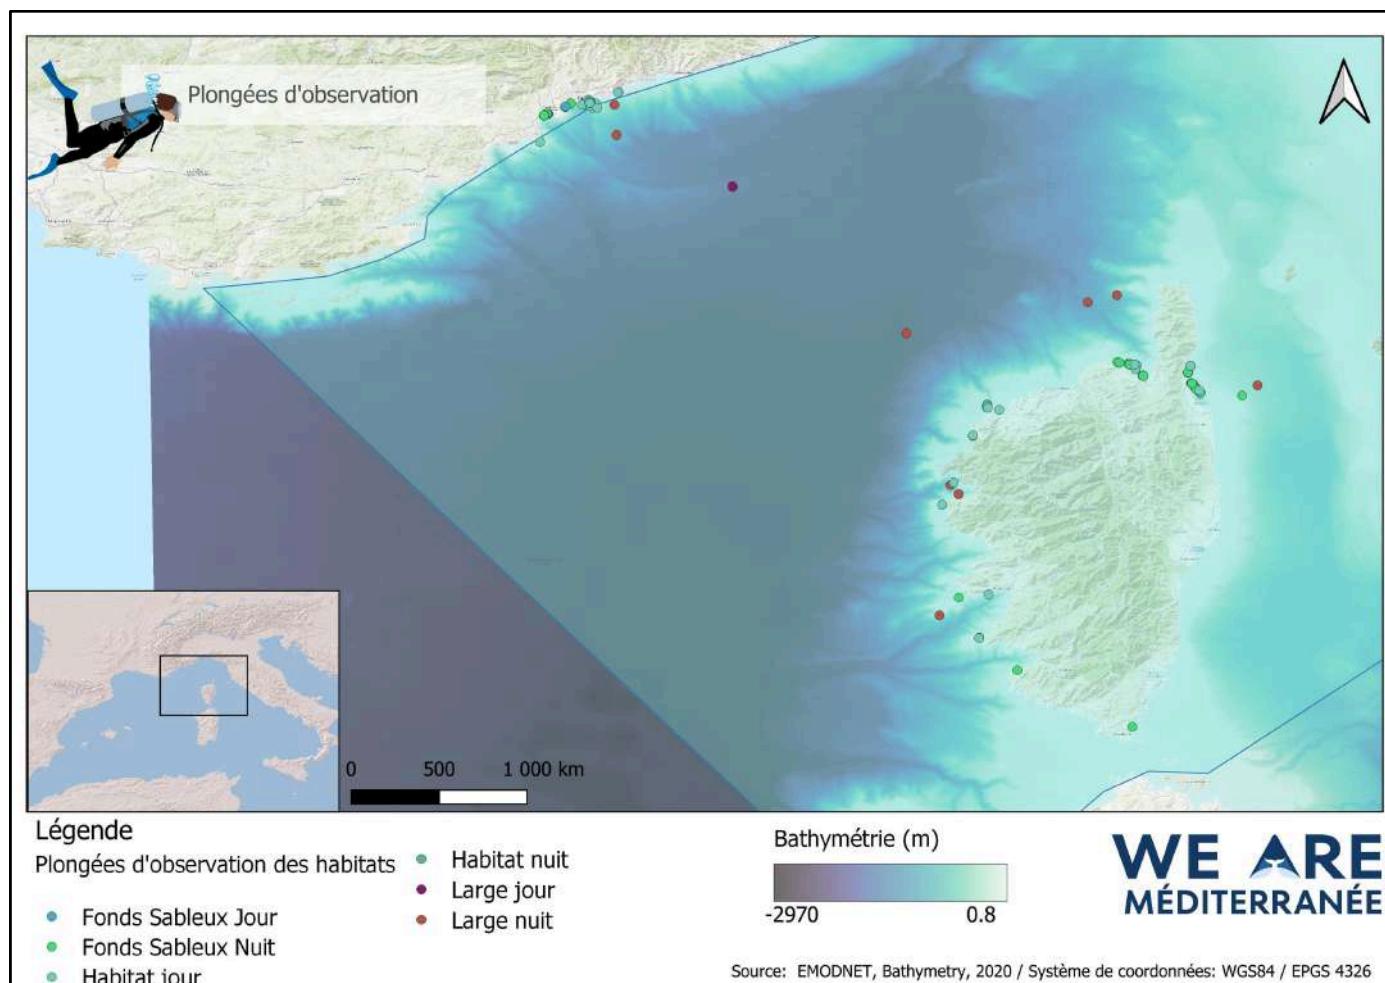 Plongées d'observation
0 500 1 000 km
Légende
Plongées d'observation des habitats
Fonds Sableux Jour
Fonds Sableux Nuit
Habitat jour
Habitat nuit
Large jour
Large nuit
Bathymétrie (m)
-2970 0.8
WE ARE
MÉDITERRANÉE
Source: EMODNET, Bathymetry, 2020 / Système de coordonnées: WGS84 / EPGS 4326